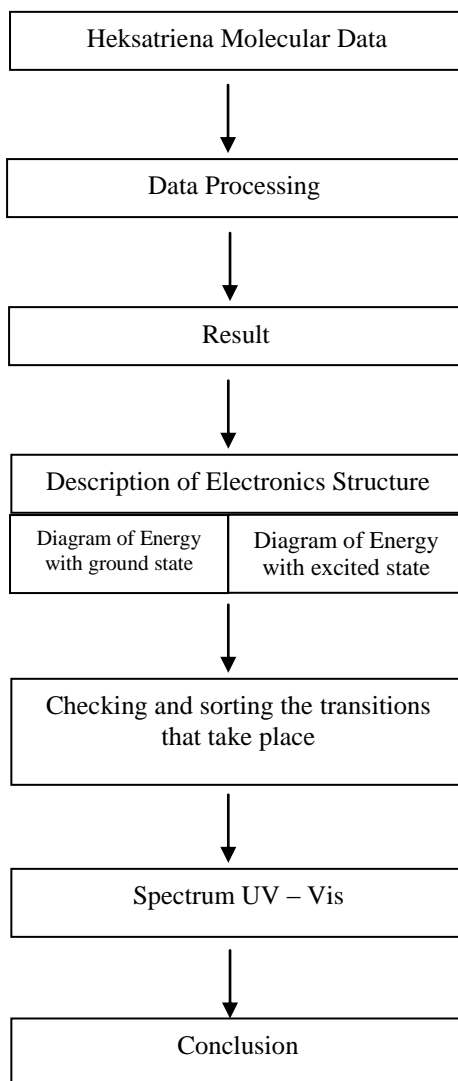 Heksatriena Molecular Data
Data Processing
Result
Description of Electronics Structure
Diagram of Energy
with ground state
Diagram of Energy
with excited state
Checking and sorting the transitions
that take place
Spectrum UV – Vis
Conclusion